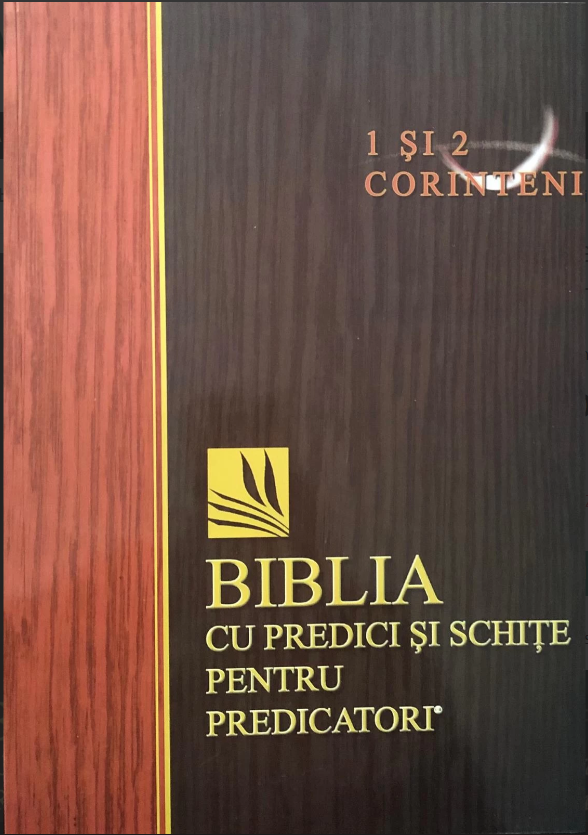 1 ŞI 2
CORINTENI
BIBLIA
CU PREDICI ŞI SCHIŢE
PENTRU
PREDICATORI®